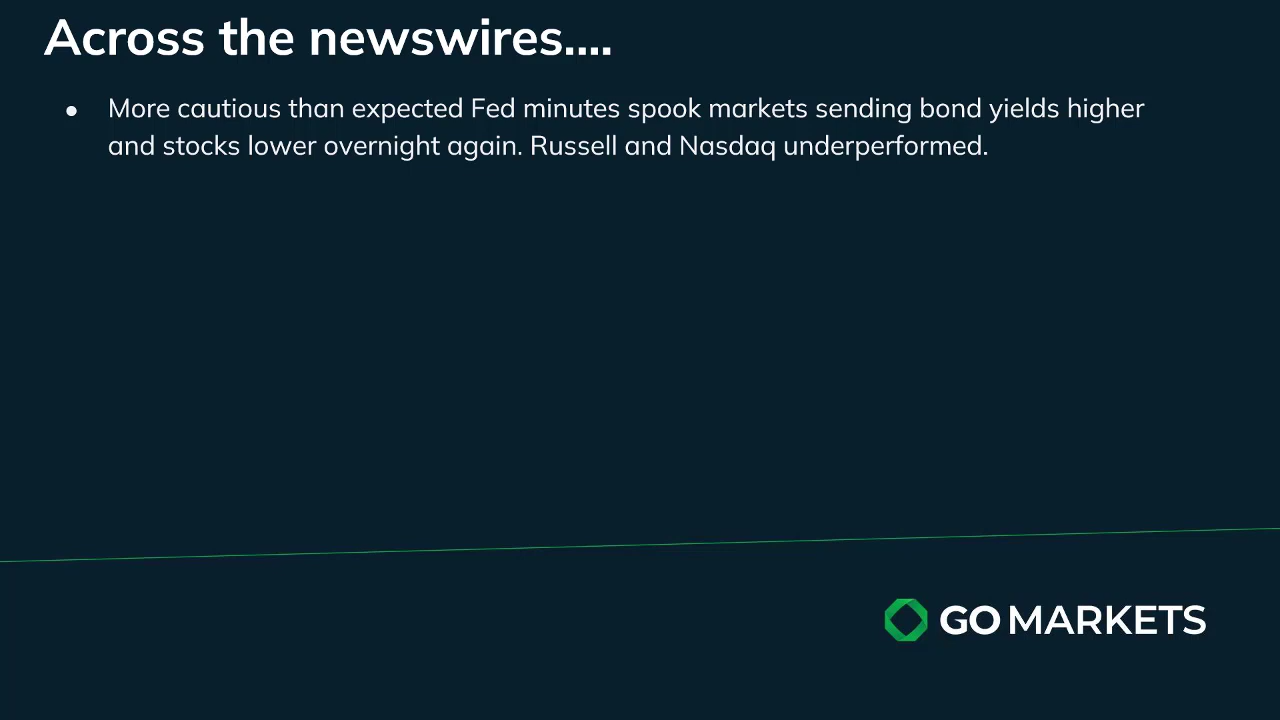 Across the newswires....
● More cautious than expected Fed minutes spook markets sending bond yields higher
and stocks lower overnight again. Russell and Nasdaq underperformed.
GO MARKETS